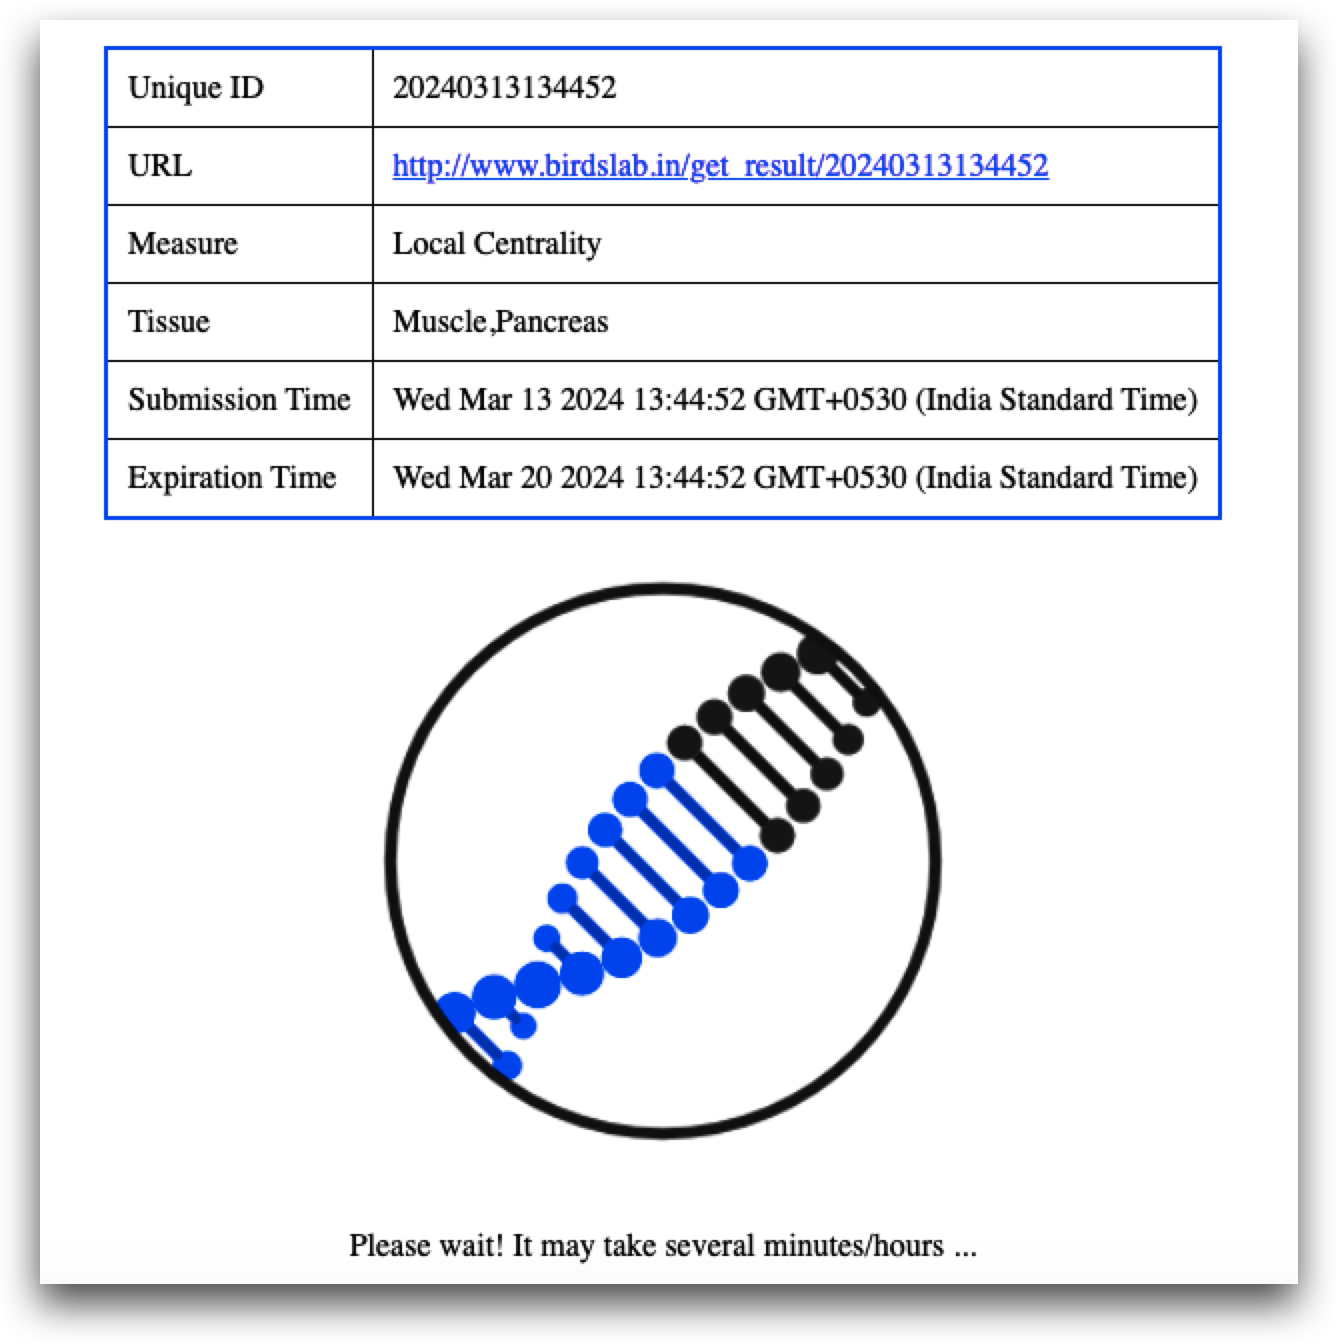 Unique ID 20240313134452
URL http://www.birdslab.in/get_result/20240313134452
Measure Local Centrality
Tissue Muscle,Pancreas
Submission Time Wed Mar 13 2024 13:44:52 GMT+0530 (India Standard Time)
Expiration Time Wed Mar 20 2024 13:44:52 GMT+0530 (India Standard Time)
Please wait! It may take several minutes/hours ...